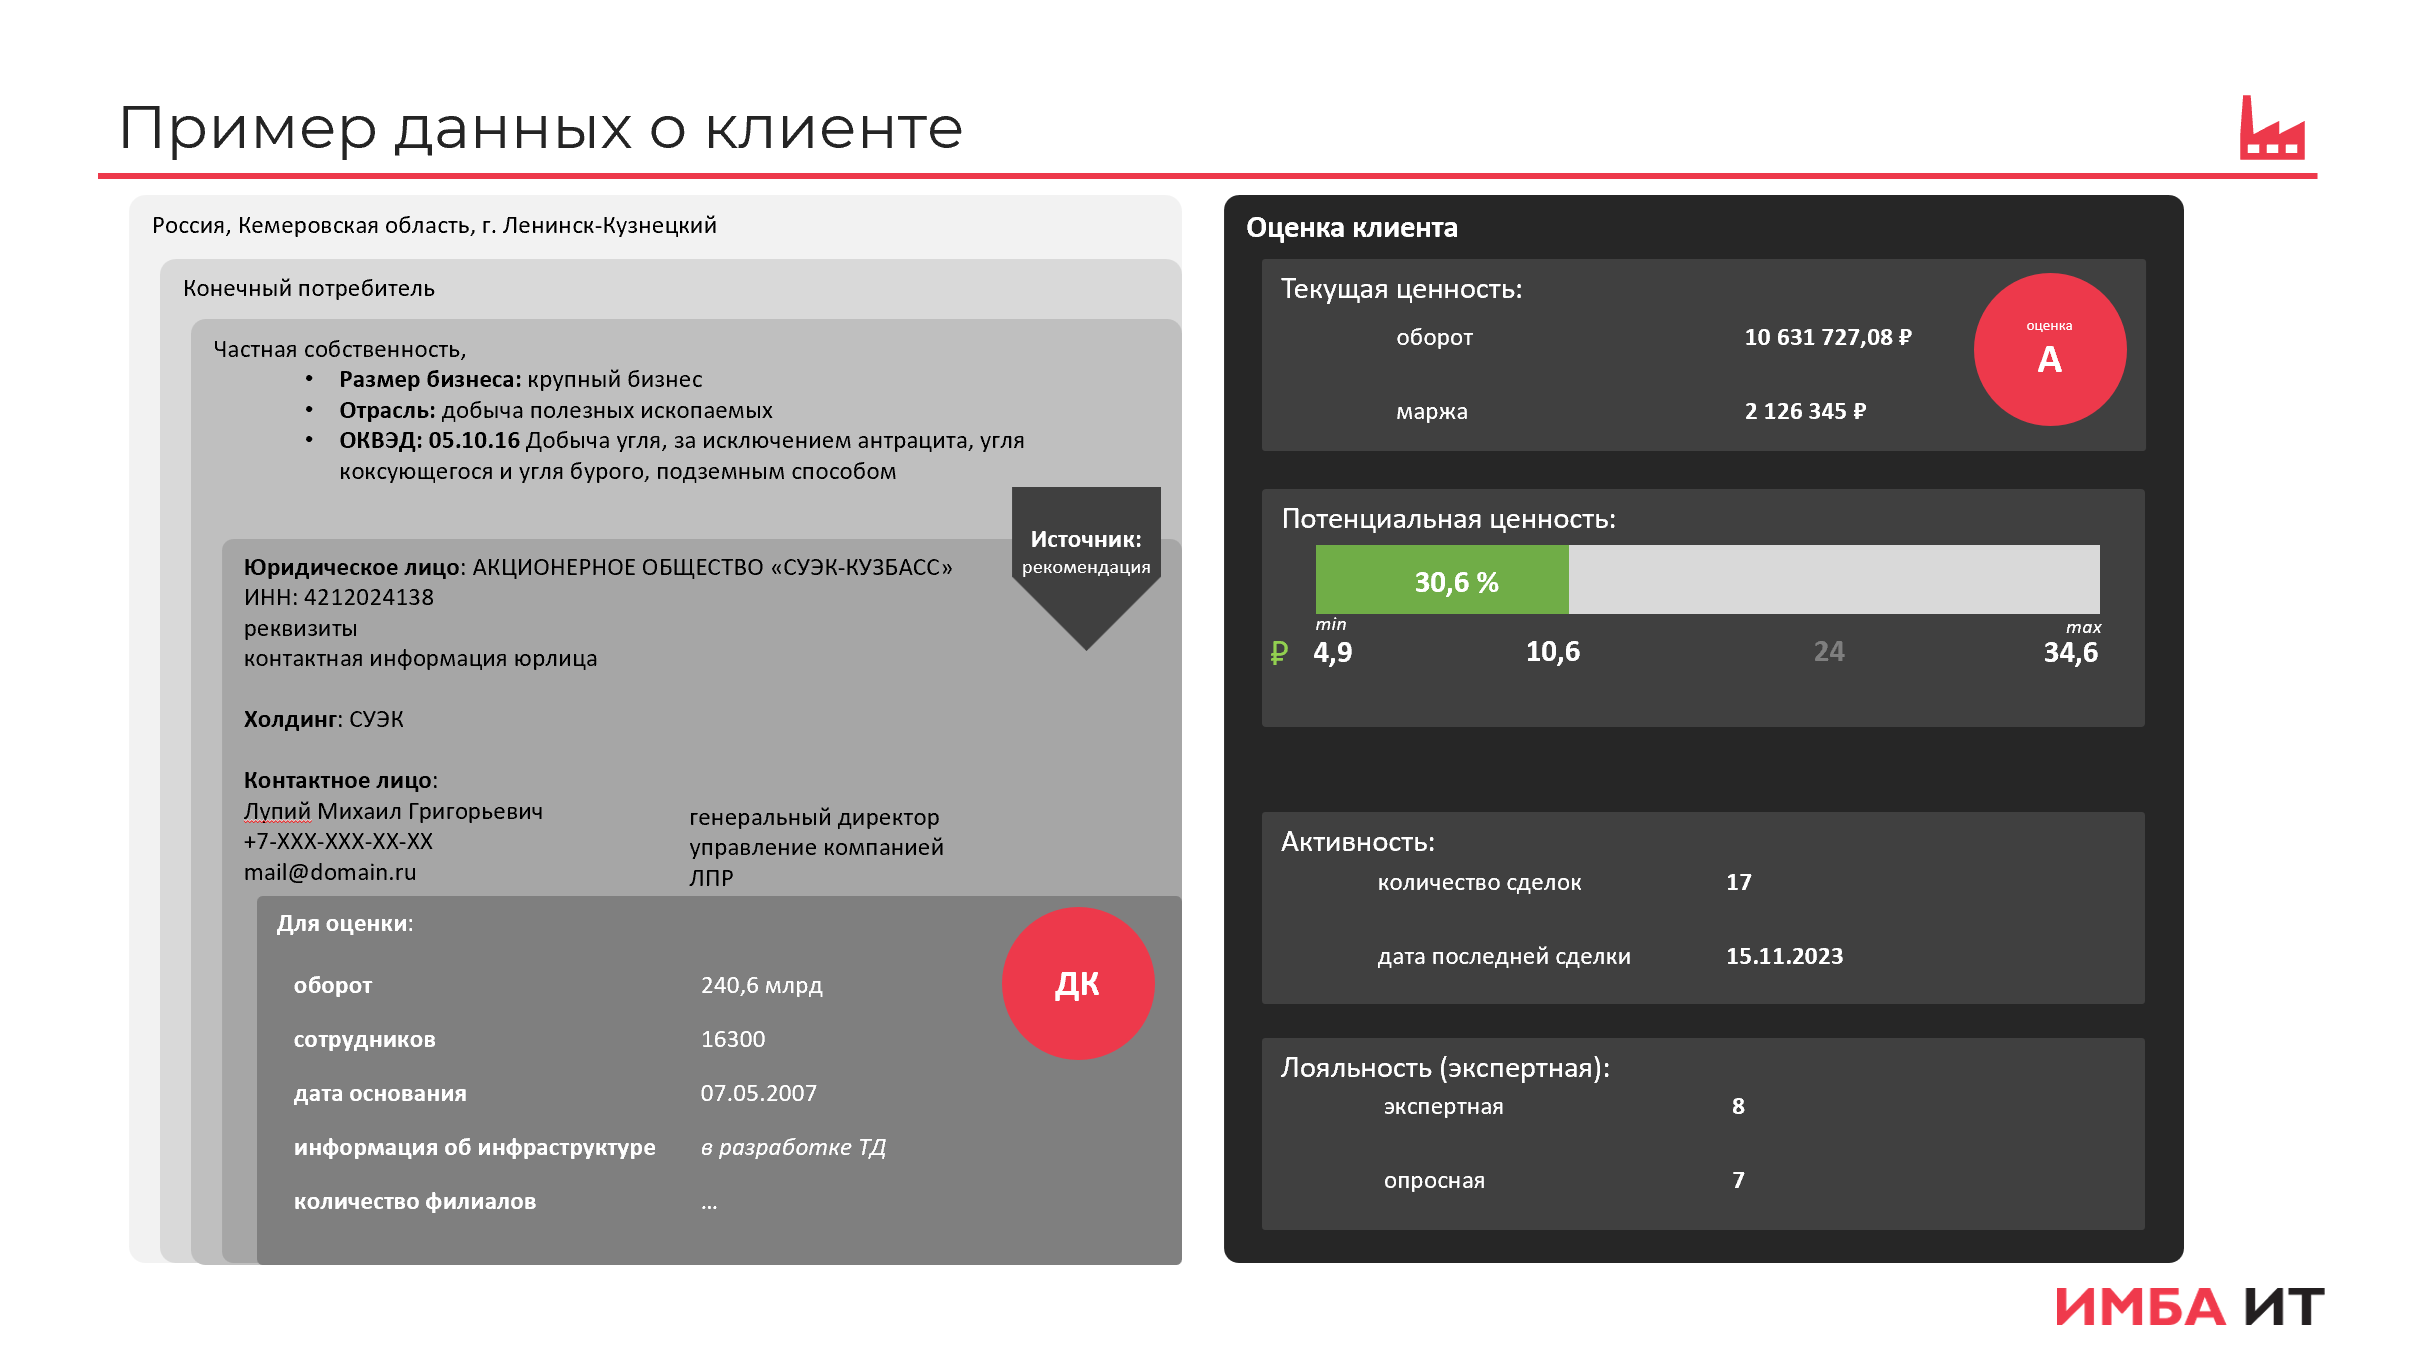 Пример данных о клиенте
Россия, Кемеровская область, г. Ленинск-Кузнецкий
Конечный потребитель
Частная собственность,
• Размер бизнеса: крупный бизнес
• Отрасль: добыча полезных ископаемых
• ОКВЭД: 05.10.16 Добыча угля, за исключением антрацита, угля
коксующегося и угля бурого, подземным способом
Источник:
рекомендация
Юридическое лицо: АКЦИОНЕРНОЕ ОБЩЕСТВО «СУЭК-КУЗБАСС»
ИНН: 4212024138
реквизиты
контактная информация юрлица
Холдинг: СУЭК
Контактное лицо:
Лупий Михаил Григорьевич
+7-XXX-XXX-XX-XX
mail@domain.ru
генеральный директор
управление компанией
ЛПР
Для оценки:
ДК
оборот 240,6 млрд
сотрудников 16300
дата основания 07.05.2007
информация об инфраструктуре в разработке ТД
количество филиалов ...
Оценка клиента
Текущая ценность:
оборот 10 631 727,08 ₽
маржа 2 126 345 ₽
оценка
А
Потенциальная ценность:
30,6 %
min max
₽ 4,9 10,6 24 34,6
Активность:
количество сделок 17
дата последней сделки 15.11.2023
Лояльность (экспертная):
экспертная 8
опросная 7
ИМБА ИТ